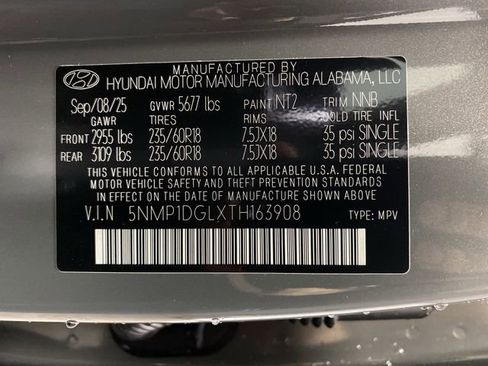 MANUFACTURED BY
HYUNDAI MOTOR MANUFACTURING ALABAMA, LLC
Sep/08/25 GVWR 5677 lbs PAINT NT2 TRIM NNB
GAWR TIRES RIMS COLD TIRE INFL
FRONT 2955 lbs 235/60R18 7.5JX18 35 psi SINGLE
REAR 3109 lbs 235/60R18 7.5JX18 35 psi SINGLE
THIS VEHICLE CONFORMS TO ALL APPLICABLE U.S.A. FEDERAL
MOTOR VEHICLE SAFETY AND THEFT PREVENTION STANDARDS
IN EFFECT ON THE DATE OF MANUFACTURE SHOWN ABOVE.
V.I.N 5NMP1DGLXTH163908 TYPE: MPV